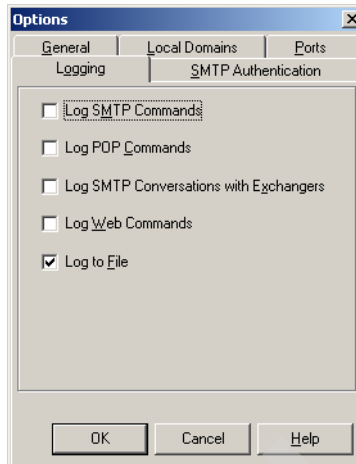 Options
General Local Domains Ports
Logging SMTP Authentication
Log SMTP Commands
Log POP Commands
Log SMTP Conversations with Exchangers
Log Web Commands
Log to File
OK Cancel Help